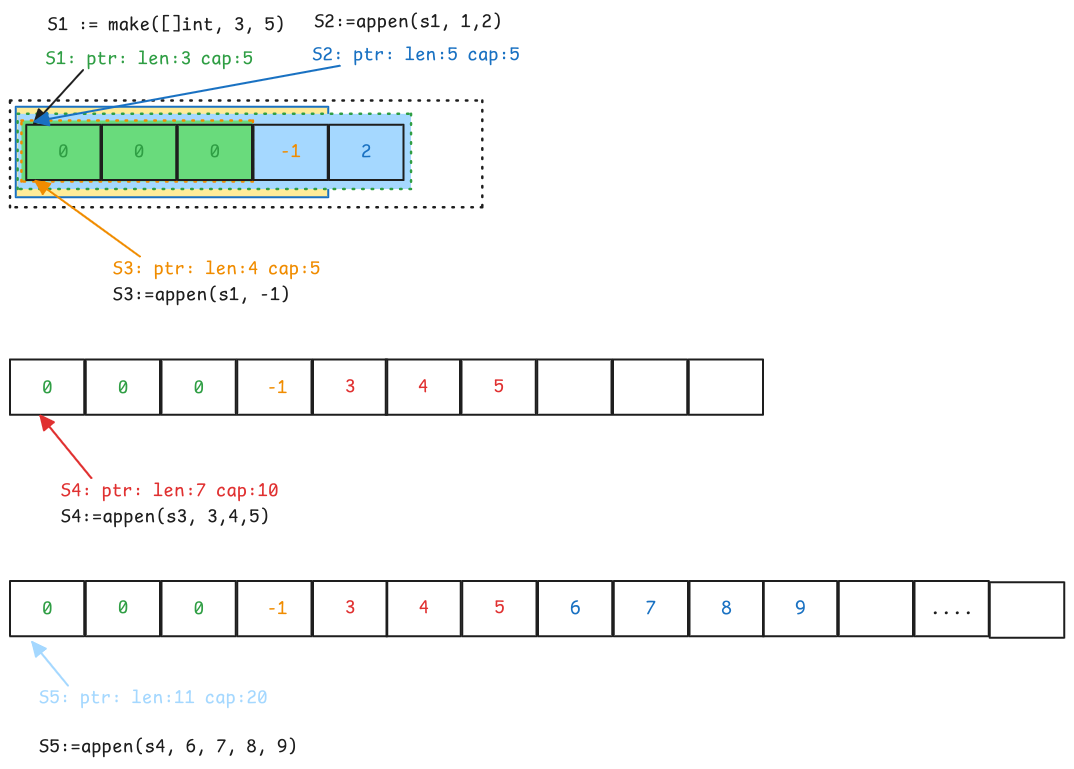 S1 := make([]int, 3, 5)
S2:=appen(s1, 1,2)
S1: ptr: len:3 cap:5
S2: ptr: len:5 cap:5
0 0 0 -1 2
S3: ptr: len:4 cap:5
S3:=appen(s1, -1)
0 0 0 -1 3 4 5
S4: ptr: len:7 cap:10
S4:=appen(s3, 3,4,5)
0 0 0 -1 3 4 5 6 7 8 9 ....
S5: ptr: len:11 cap:20
S5:=appen(s4, 6, 7, 8, 9)